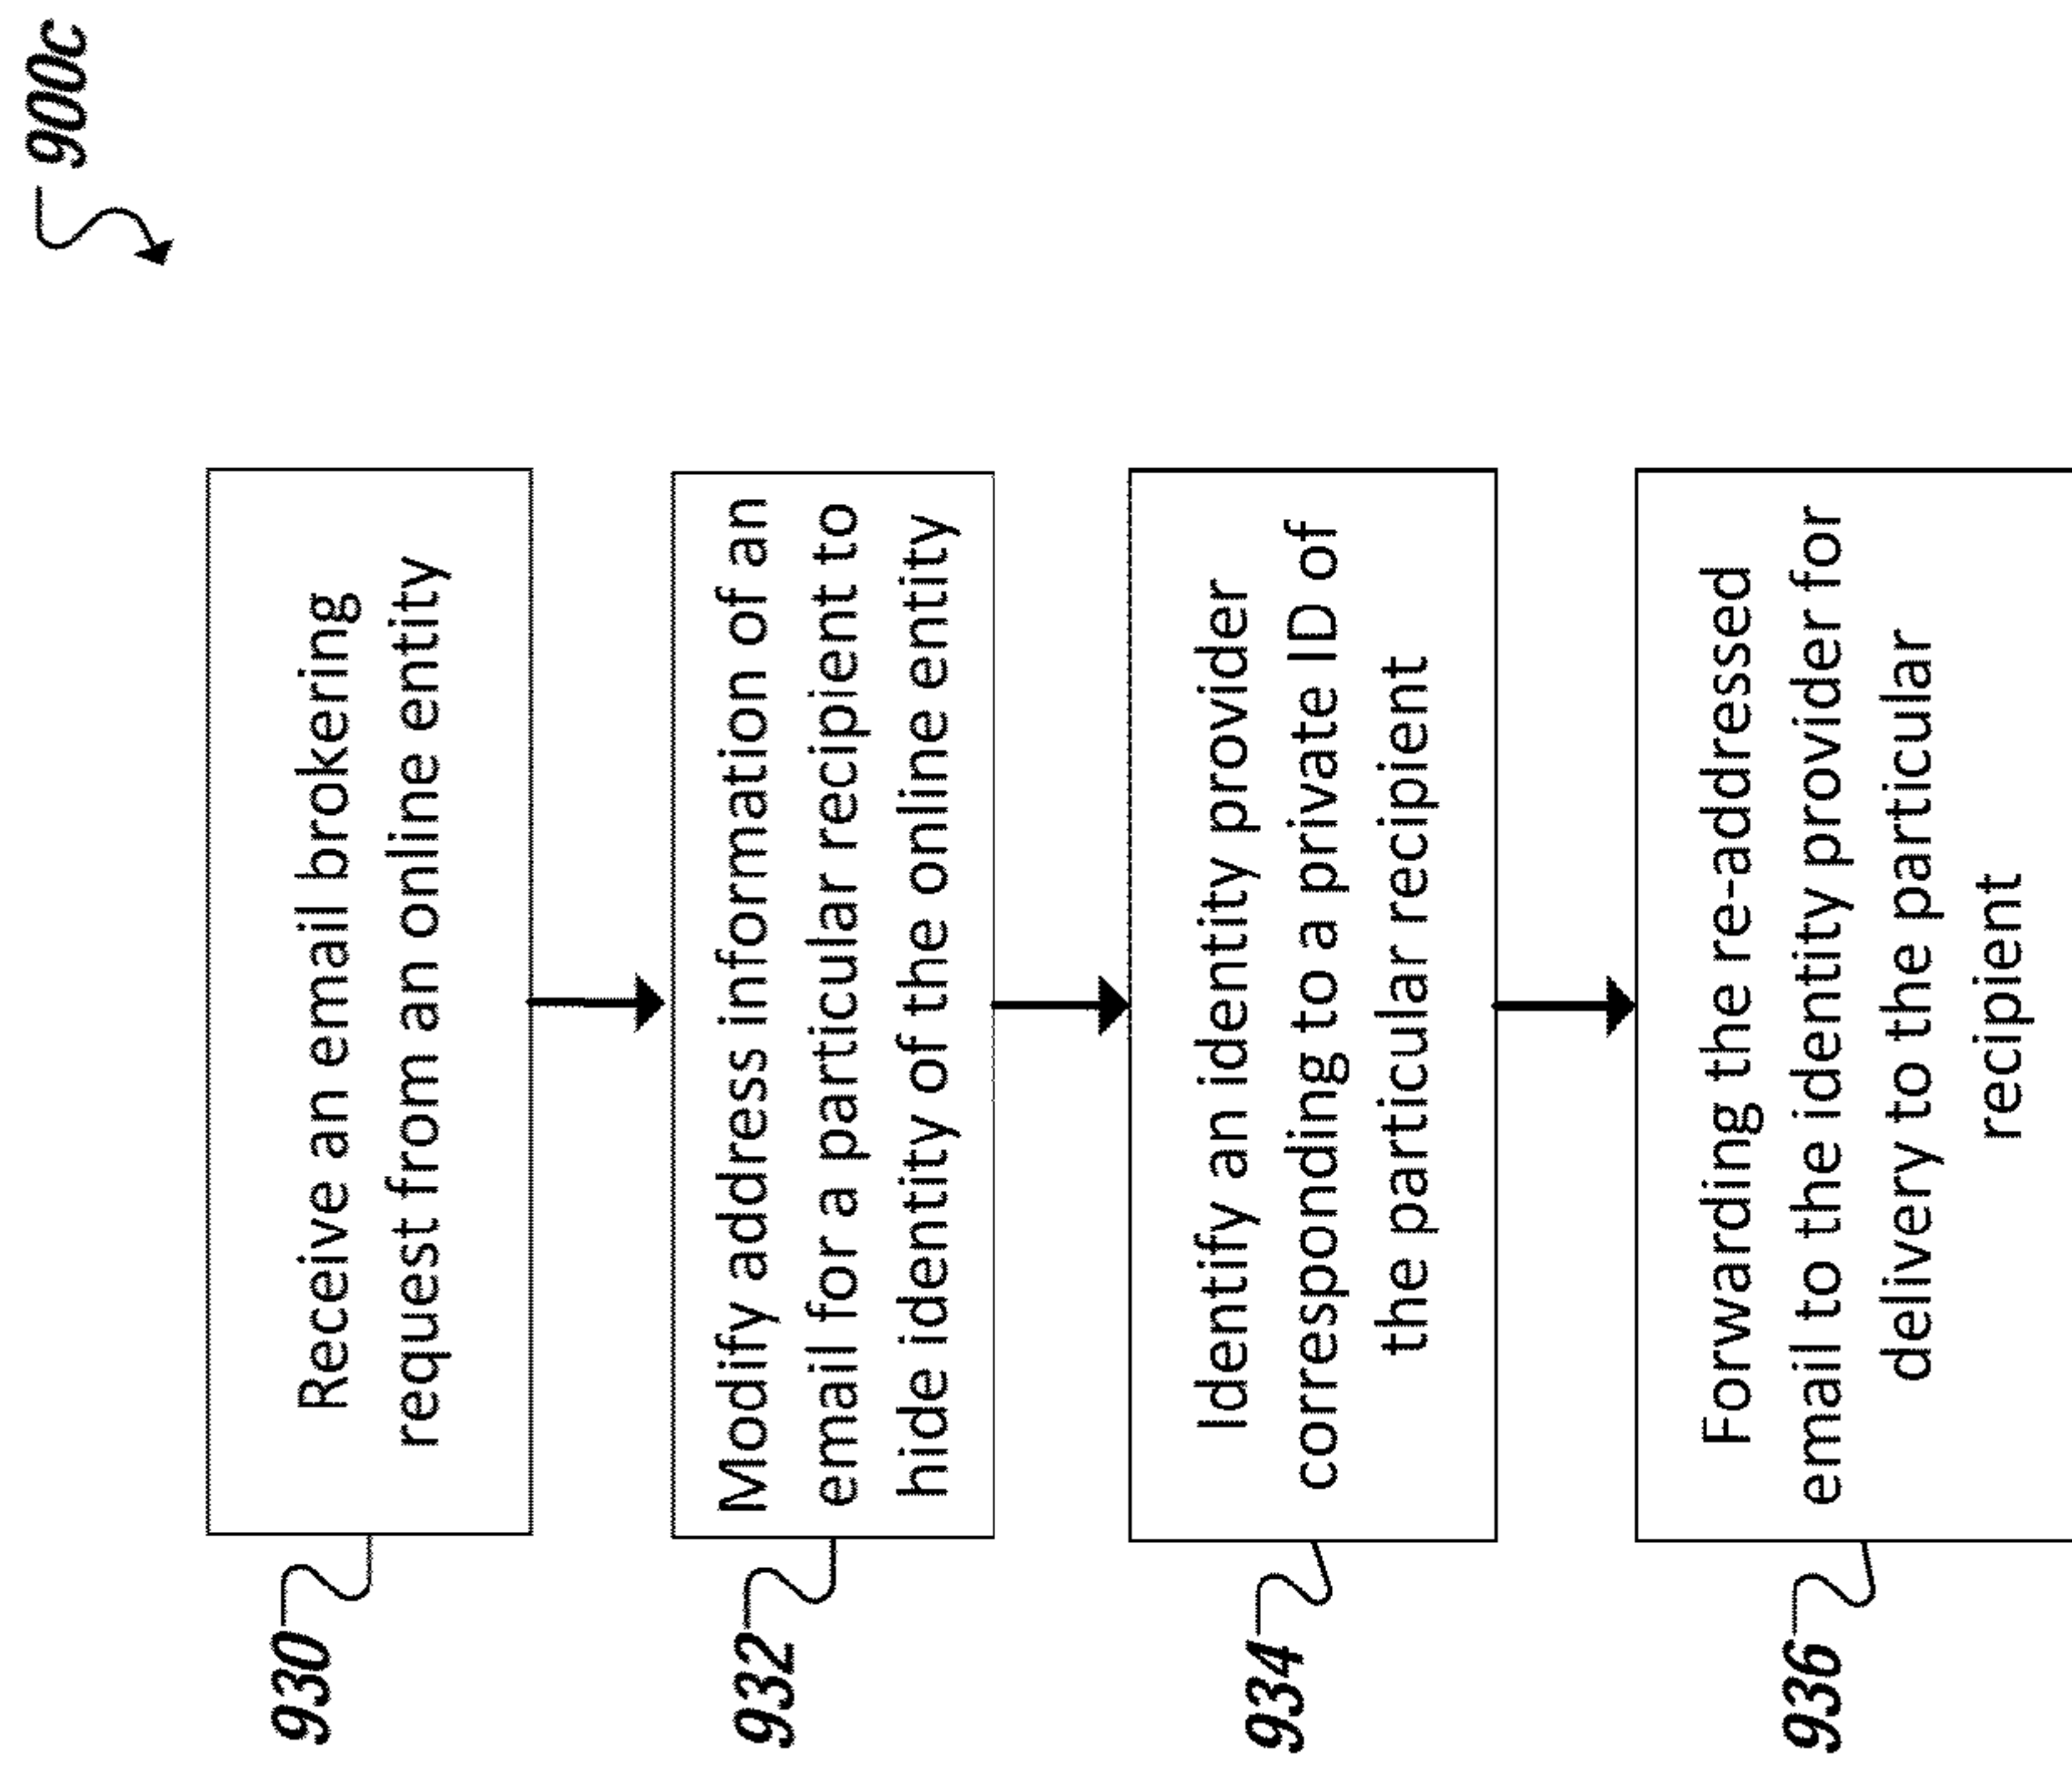 900c
930
Receive an email brokering
request from an online entity
932
Modify address information of an
email for a particular recipient to
hide identity of the online entity
934
Identify an identity provider
corresponding to a private ID of
the particular recipient
936
Forwarding the re-addressed
email to the identity provider for
delivery to the particular
recipient